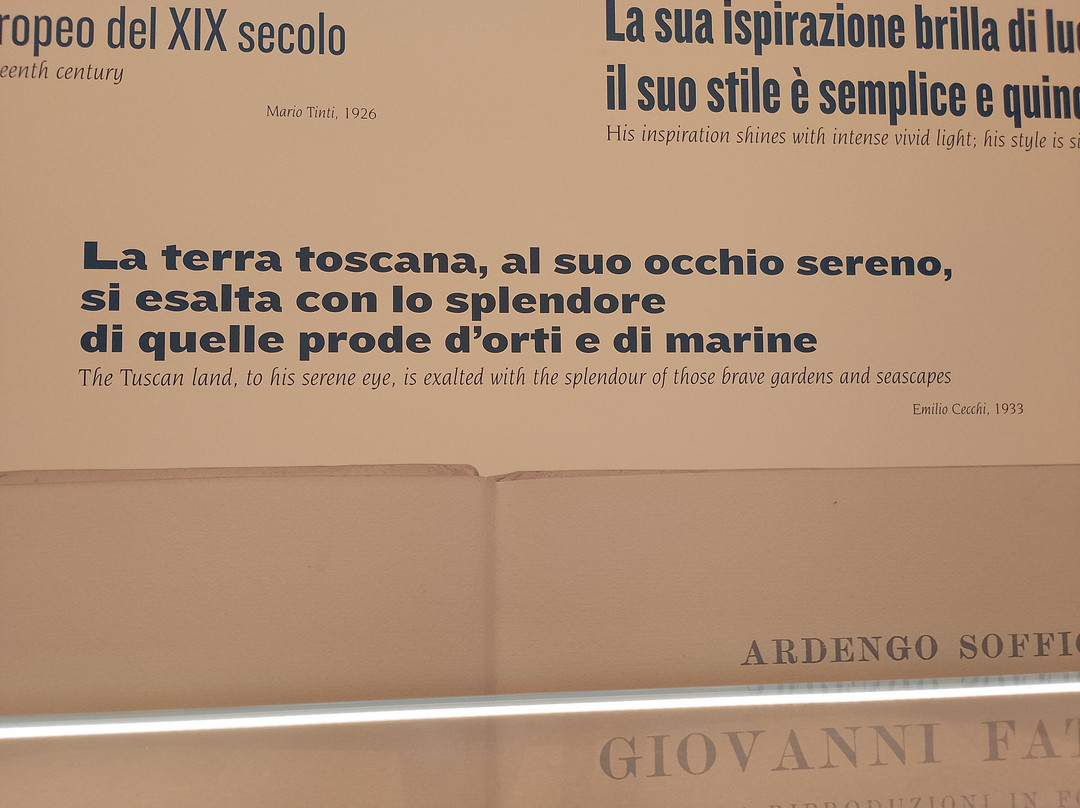 ropeo del XIX secolo
eenth century
Mario Tinti, 1926
La sua ispirazione brilla di
il suo stile è semplice e
His inspiration shines with intense vivid light; his style is
La terra toscana, al suo occhio sereno,
si esalta con lo splendore
di quelle prode d'orti e di marine
The Tuscan land, to his serene eye, is exalted with the splendour of those brave gardens and seascapes
Emilio Cecchi, 1933
ARDENGO SOFFIC
GIOVANNI FAT
RIPRODUZIONI IN